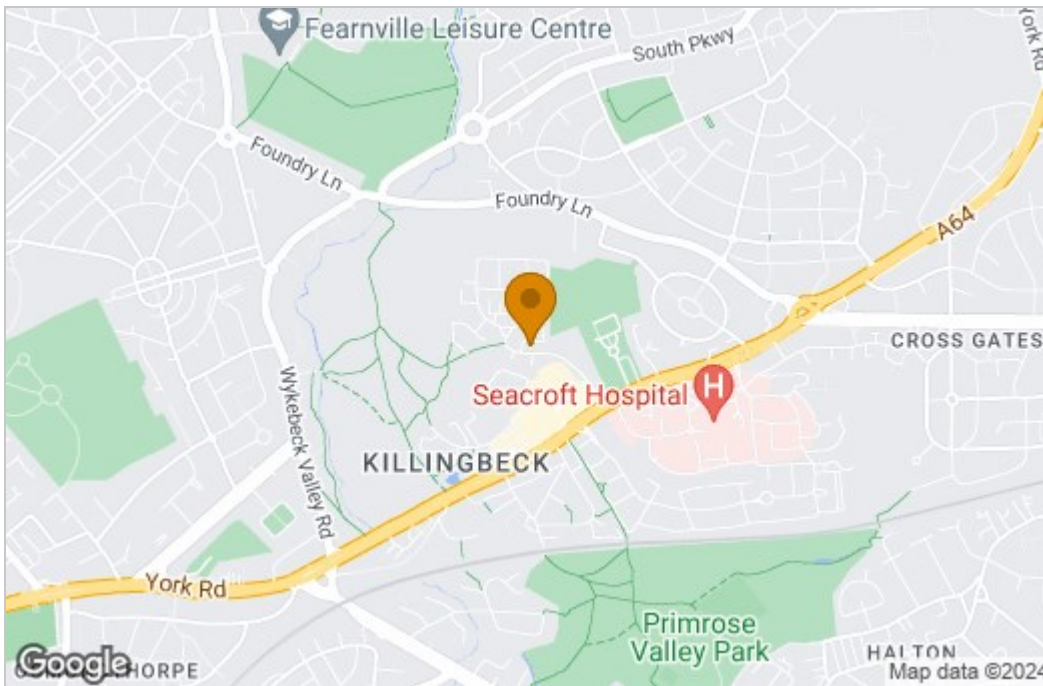 Fearnville Leisure Centre
South Pkwy
York Rd
Foundry Ln
Foundry Ln
A64
CROSS GATES
Seacroft Hospital
H
Wykebeck Valley Rd
KILLINGBECK
York Rd
Primrose
Valley Park
HALTON
Google
THORPE
Map data ©2024